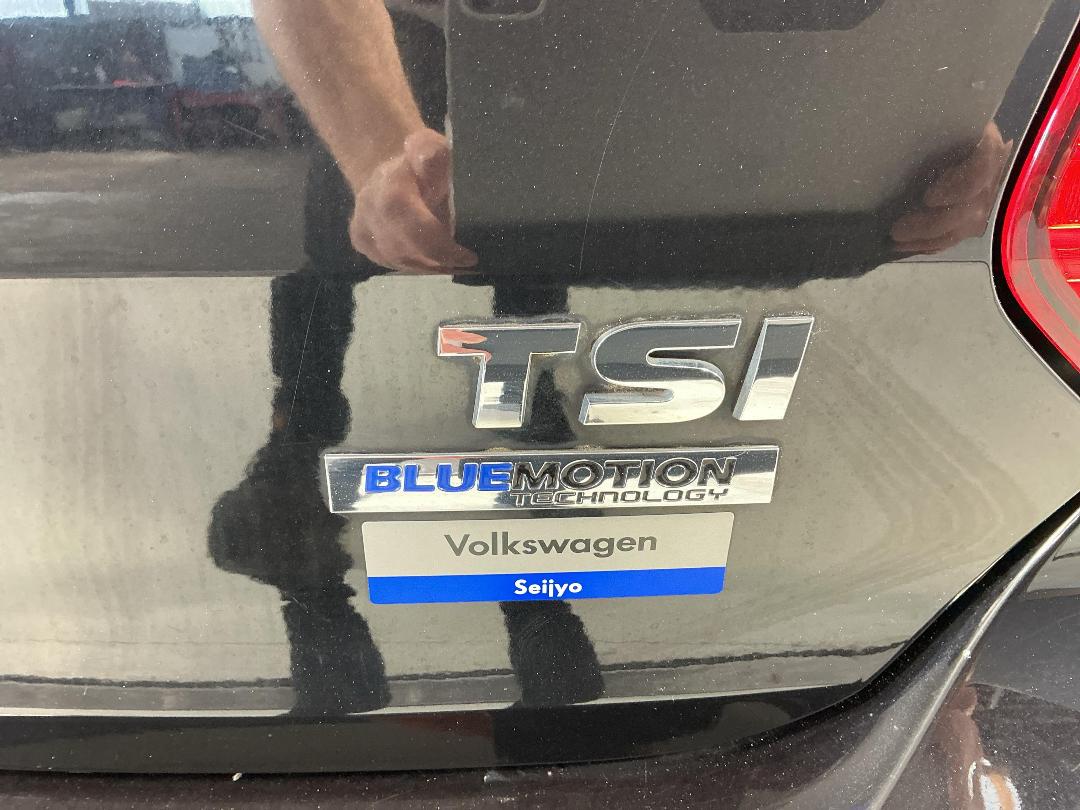 TSI
BLUEMOTION
TECHNOLOGY
Volkswagen
Seijyo